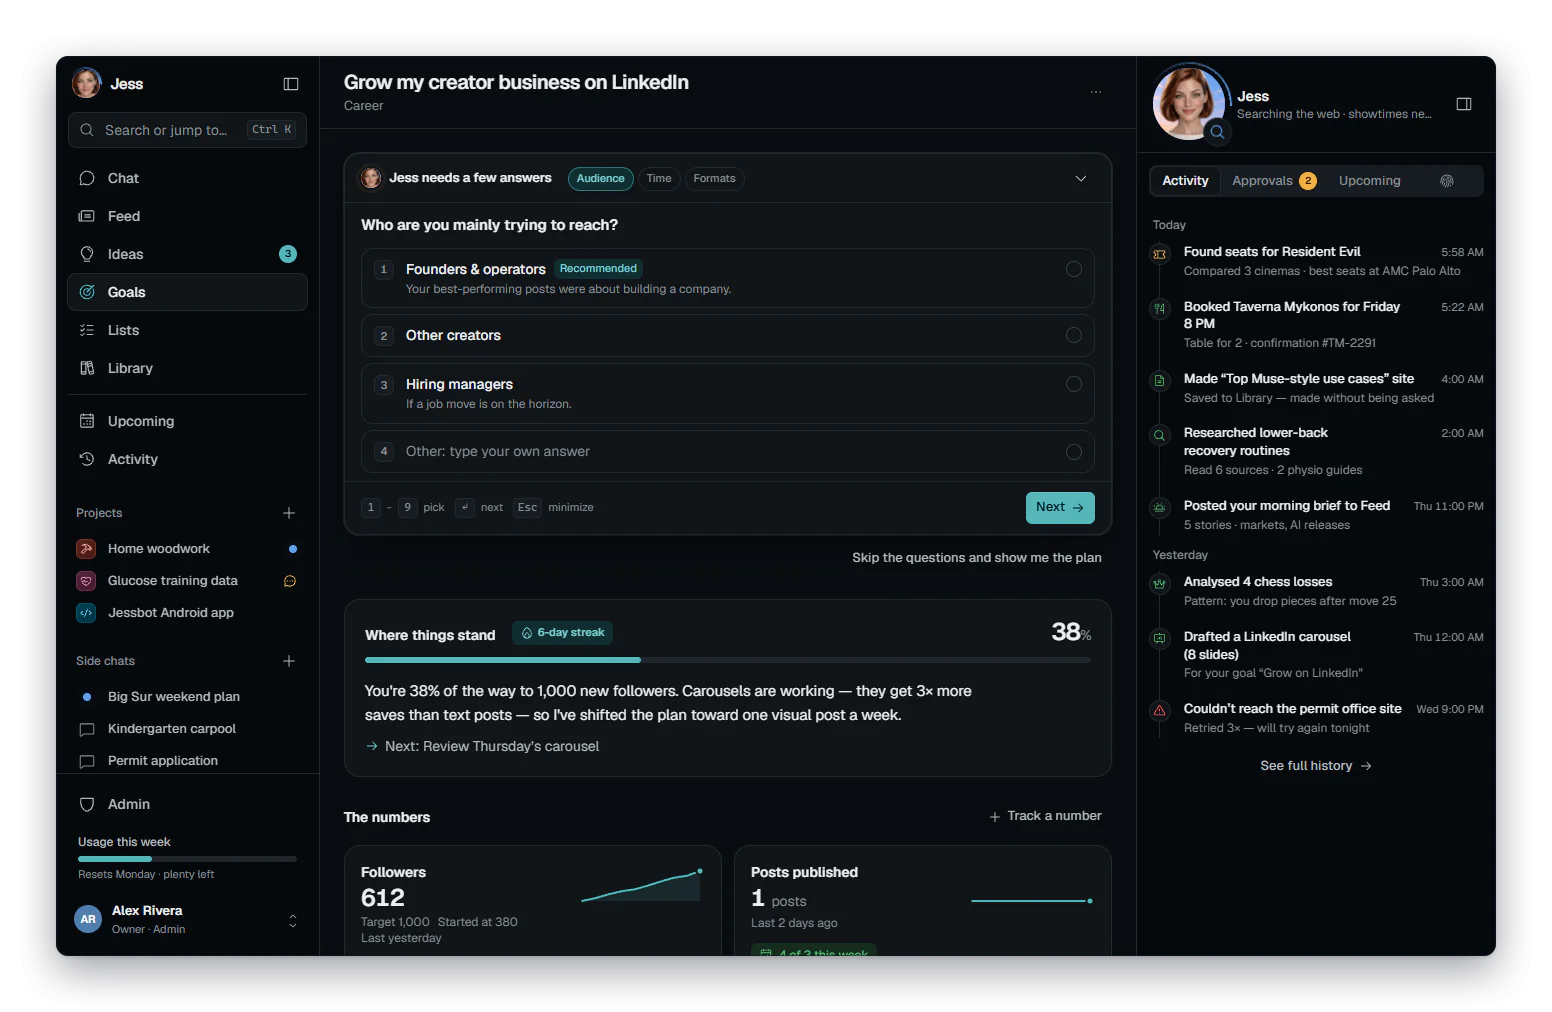 Jess
Search or jump to...
Ctrl K
Chat
Feed
Ideas
3
Goals
Lists
Library
Upcoming
Activity
Projects
Home woodwork
Glucose training data
Jessbot Android app
Side chats
Big Sur weekend plan
Kindergarten carpool
Permit application
Admin
Usage this week
Resets Monday · plenty left
AR
Alex Rivera
Owner · Admin
Grow my creator business on LinkedIn
Career
Jess needs a few answers
Audience
Time
Formats
Who are you mainly trying to reach?
1
Founders & operators
Recommended
Your best-performing posts were about building a company.
2
Other creators
3
Hiring managers
If a job move is on the horizon.
4
Other: type your own answer
1 - 9 pick
next
Esc minimize
Next →
Skip the questions and show me the plan
Where things stand
6-day streak
38%
You're 38% of the way to 1,000 new followers. Carousels are working — they get 3× more
saves than text posts — so I've shifted the plan toward one visual post a week.
→ Next: Review Thursday's carousel
The numbers
+ Track a number
Followers
612
Target 1,000 Started at 380
Last yesterday
Posts published
1 posts
Last 2 days ago
4 of 3 this week
Jess
Searching the web · showtimes ne...
Activity
Approvals
2
Upcoming
Today
Found seats for Resident Evil
5:58 AM
Compared 3 cinemas · best seats at AMC Palo Alto
Booked Taverna Mykonos for Friday
8 PM
5:22 AM
Table for 2 · confirmation #TM-2291
Made “Top Muse-style use cases” site
4:00 AM
Saved to Library — made without being asked
Researched lower-back
recovery routines
2:00 AM
Read 6 sources · 2 physio guides
Posted your morning brief to Feed
Thu 11:00 PM
5 stories · markets, AI releases
Yesterday
Analysed 4 chess losses
Thu 3:00 AM
Pattern: you drop pieces after move 25
Drafted a LinkedIn carousel
(8 slides)
Thu 12:00 AM
For your goal “Grow on LinkedIn”
Couldn't reach the permit office site
Wed 9:00 PM
Retried 3× — will try again tonight
See full history →